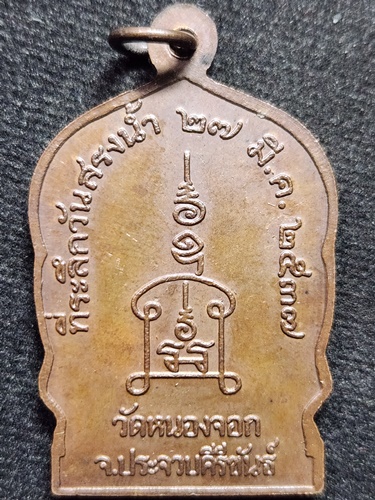 ที่ระลึกวันสรงน้ำ ๒๗ มี.ค. ๒๕๓๗
วัดหนองจอก
จ.ประจวบคีรีขันธ์